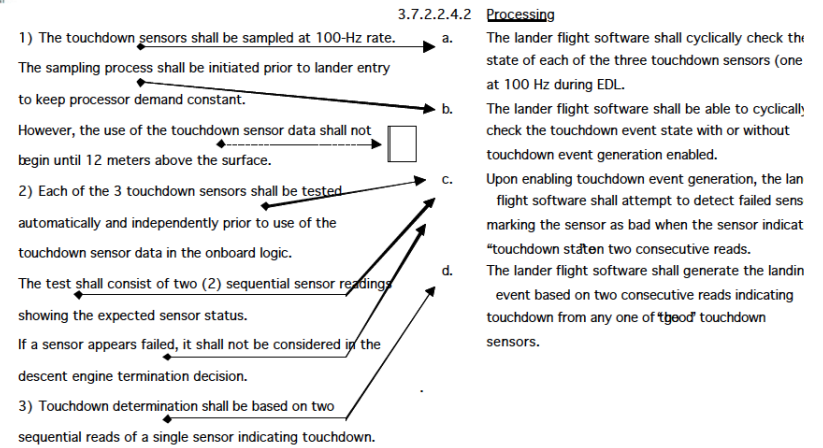 3.7.2.2.4.2 Processing
1) The touchdown sensors shall be sampled at 100-Hz rate.
The sampling process shall be initiated prior to lander entry
to keep processor demand constant.
However, the use of the touchdown sensor data shall not
begin until 12 meters above the surface.
2) Each of the 3 touchdown sensors shall be tested
automatically and independently prior to use of the
touchdown sensor data in the onboard logic.
The test shall consist of two (2) sequential sensor readings
showing the expected sensor status.
If a sensor appears failed, it shall not be considered in the
descent engine termination decision.
3) Touchdown determination shall be based on two
sequential reads of a single sensor indicating touchdown.
a. The lander flight software shall cyclically check the
state of each of the three touchdown sensors (one
at 100 Hz during EDL.
b. The lander flight software shall be able to cyclically
check the touchdown event state with or without
touchdown event generation enabled.
c. Upon enabling touchdown event generation, the lan
flight software shall attempt to detect failed sens
marking the sensor as bad when the sensor indicat
“touchdown state” on two consecutive reads.
d. The lander flight software shall generate the landin
event based on two consecutive reads indicating
touchdown from any one of the “good” touchdown
sensors.